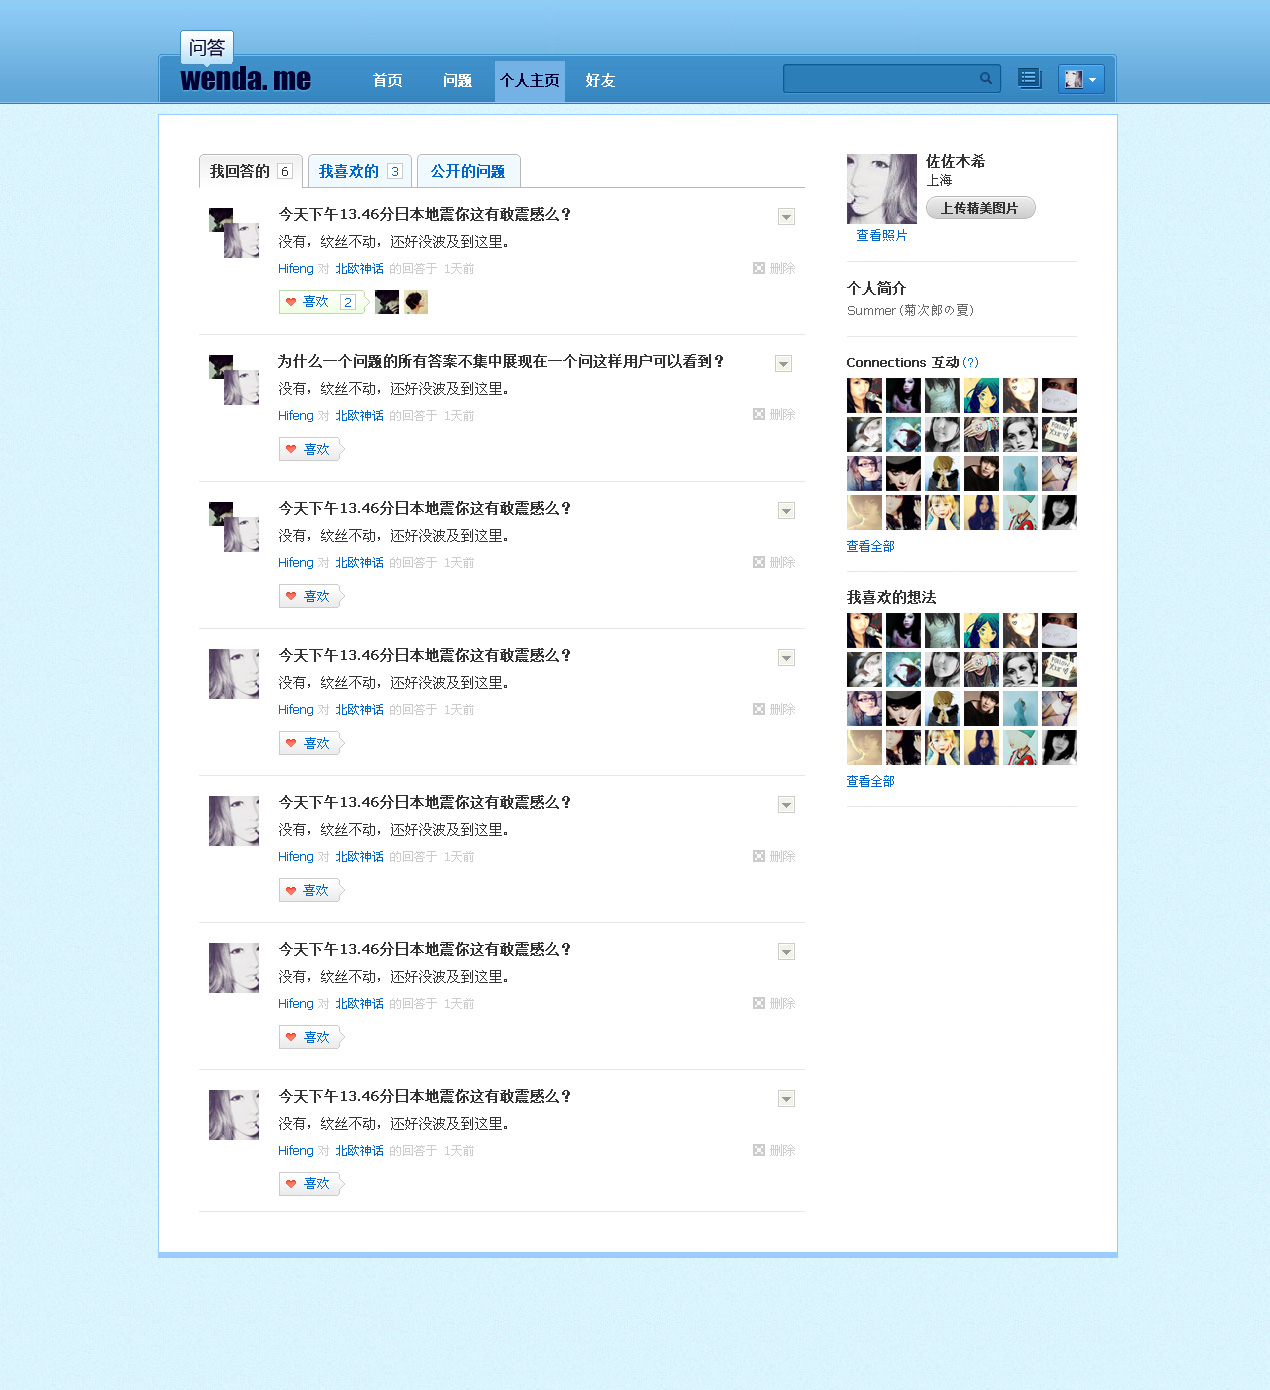 问答
wenda. me
首页 问题 个人主页 好友
我回答的 6 我喜欢的 3 公开的问题
今天下午13.46分日本地震你这有敢震感么？
没有，纹丝不动，还好没波及到这里。
Hifeng 对 北欧神话 的回答于 1天前 删除
喜欢 2
为什么一个问题的所有答案不集中展现在一个问这样用户可以看到？
没有，纹丝不动，还好没波及到这里。
Hifeng 对 北欧神话 的回答于 1天前 删除
喜欢
今天下午13.46分日本地震你这有敢震感么？
没有，纹丝不动，还好没波及到这里。
Hifeng 对 北欧神话 的回答于 1天前 删除
喜欢
今天下午13.46分日本地震你这有敢震感么？
没有，纹丝不动，还好没波及到这里。
Hifeng 对 北欧神话 的回答于 1天前 删除
喜欢
今天下午13.46分日本地震你这有敢震感么？
没有，纹丝不动，还好没波及到这里。
Hifeng 对 北欧神话 的回答于 1天前 删除
喜欢
今天下午13.46分日本地震你这有敢震感么？
没有，纹丝不动，还好没波及到这里。
Hifeng 对 北欧神话 的回答于 1天前 删除
喜欢
今天下午13.46分日本地震你这有敢震感么？
没有，纹丝不动，还好没波及到这里。
Hifeng 对 北欧神话 的回答于 1天前 删除
喜欢
佐佐木希
上海
上传精美图片
查看照片
个人简介
Summer (菊次郎の夏)
Connections 互动 (?)
FOLLOW
YOUR
查看全部
我喜欢的想法
FOLLOW
YOUR
查看全部